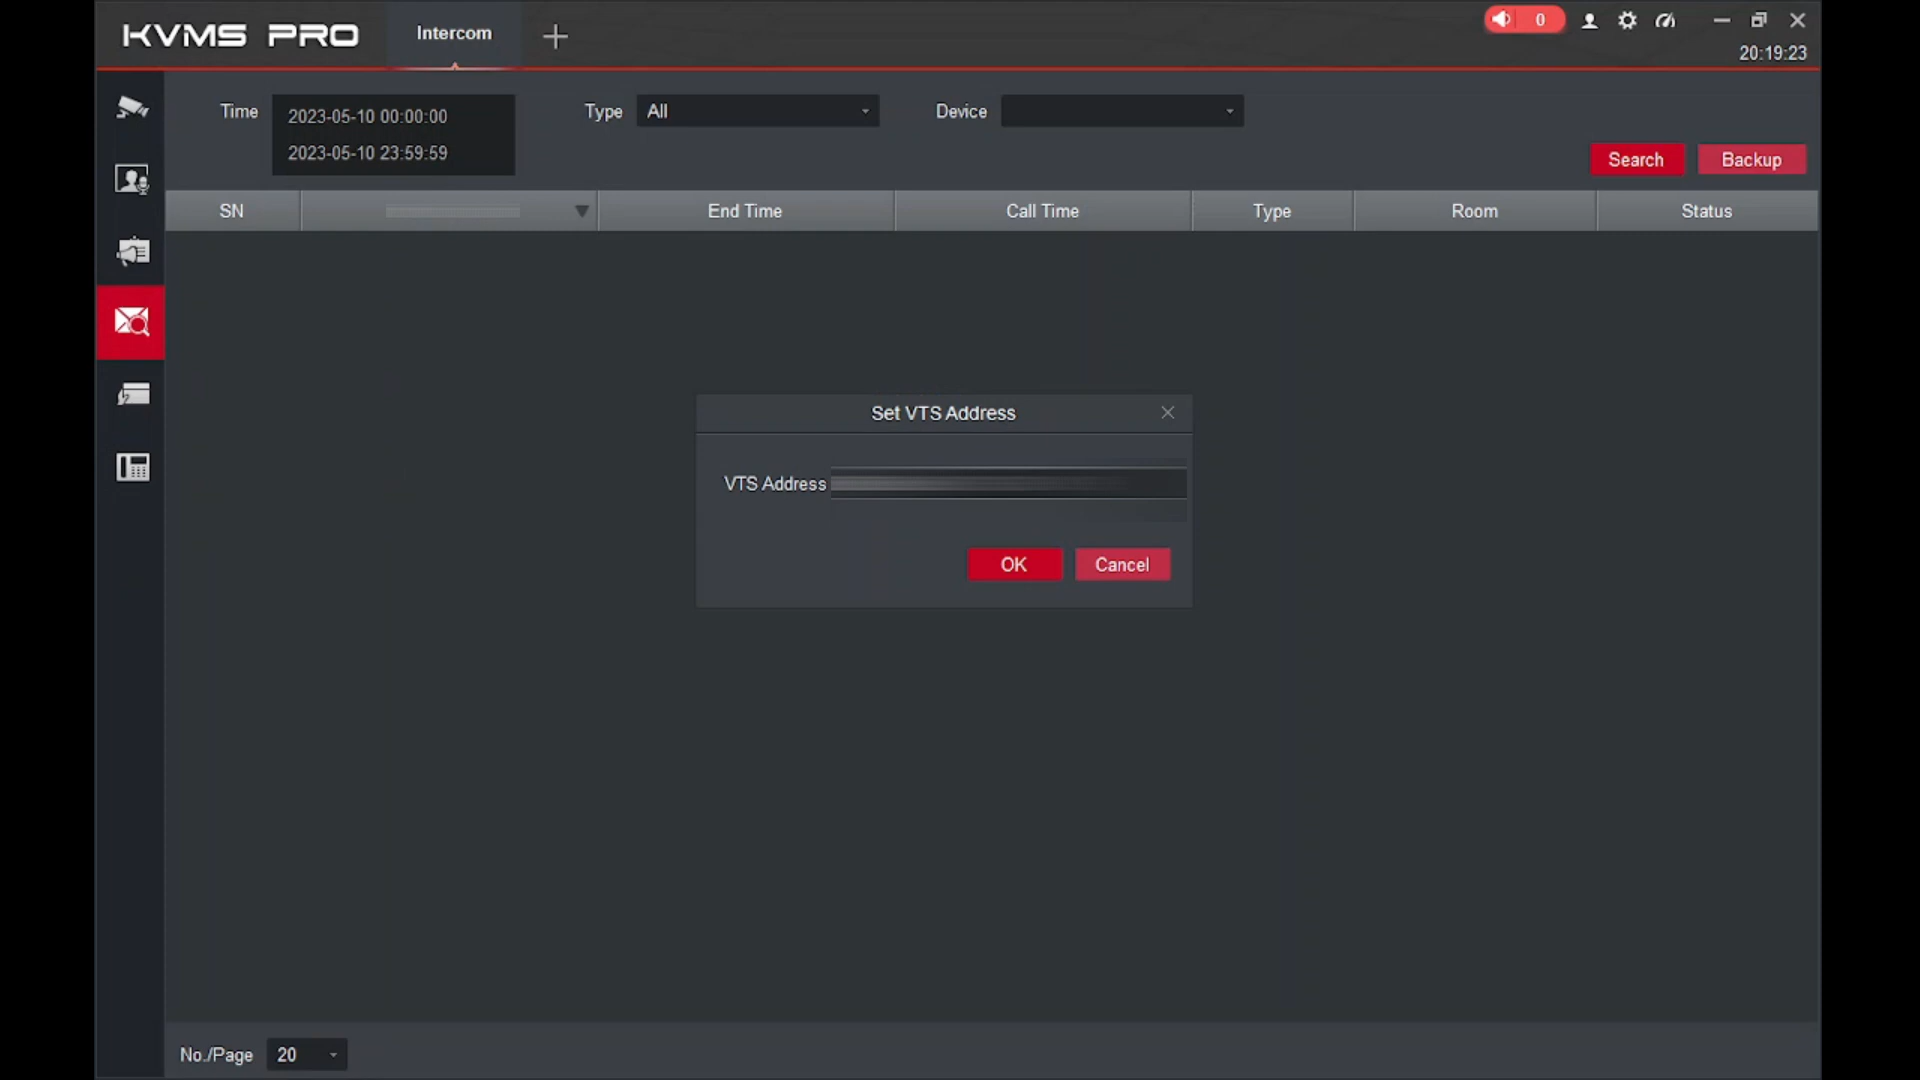 KVMS PRO
Intercom
0
20:19:23
Time
2023-05-10 00:00:00
2023-05-10 23:59:59
Type
All
Device
Search
Backup
SN
End Time
Call Time
Type
Room
Status
Set VTS Address
VTS Address
OK
Cancel
No./Page
20